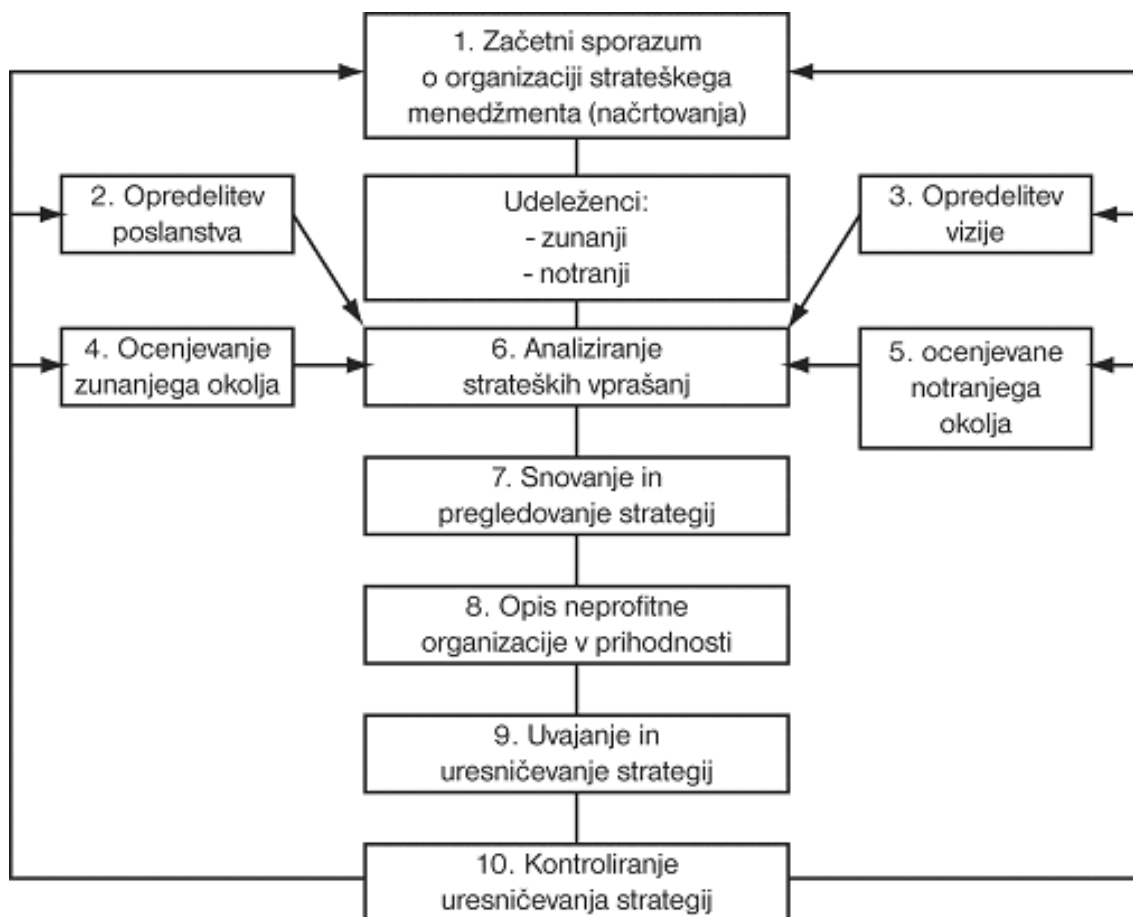 1. Začetni sporazum
o organizaciji strateškega
menedžmenta (načrtovanja)
2. Opredelitev
poslanstva
Udeleženci:
- zunanji
- notranji
3. Opredelitev
vizije
4. Ocenjevanje
zunanjega okolja
6. Analiziranje
strateških vprašanj
5. ocenjevane
notranjega
okolja
7. Snovanje in
pregledovanje strategij
8. Opis neprofitne
organizacije v prihodnosti
9. Uvajanje in
uresničevanje strategij
10. Kontroliranje
uresničevanja strategij